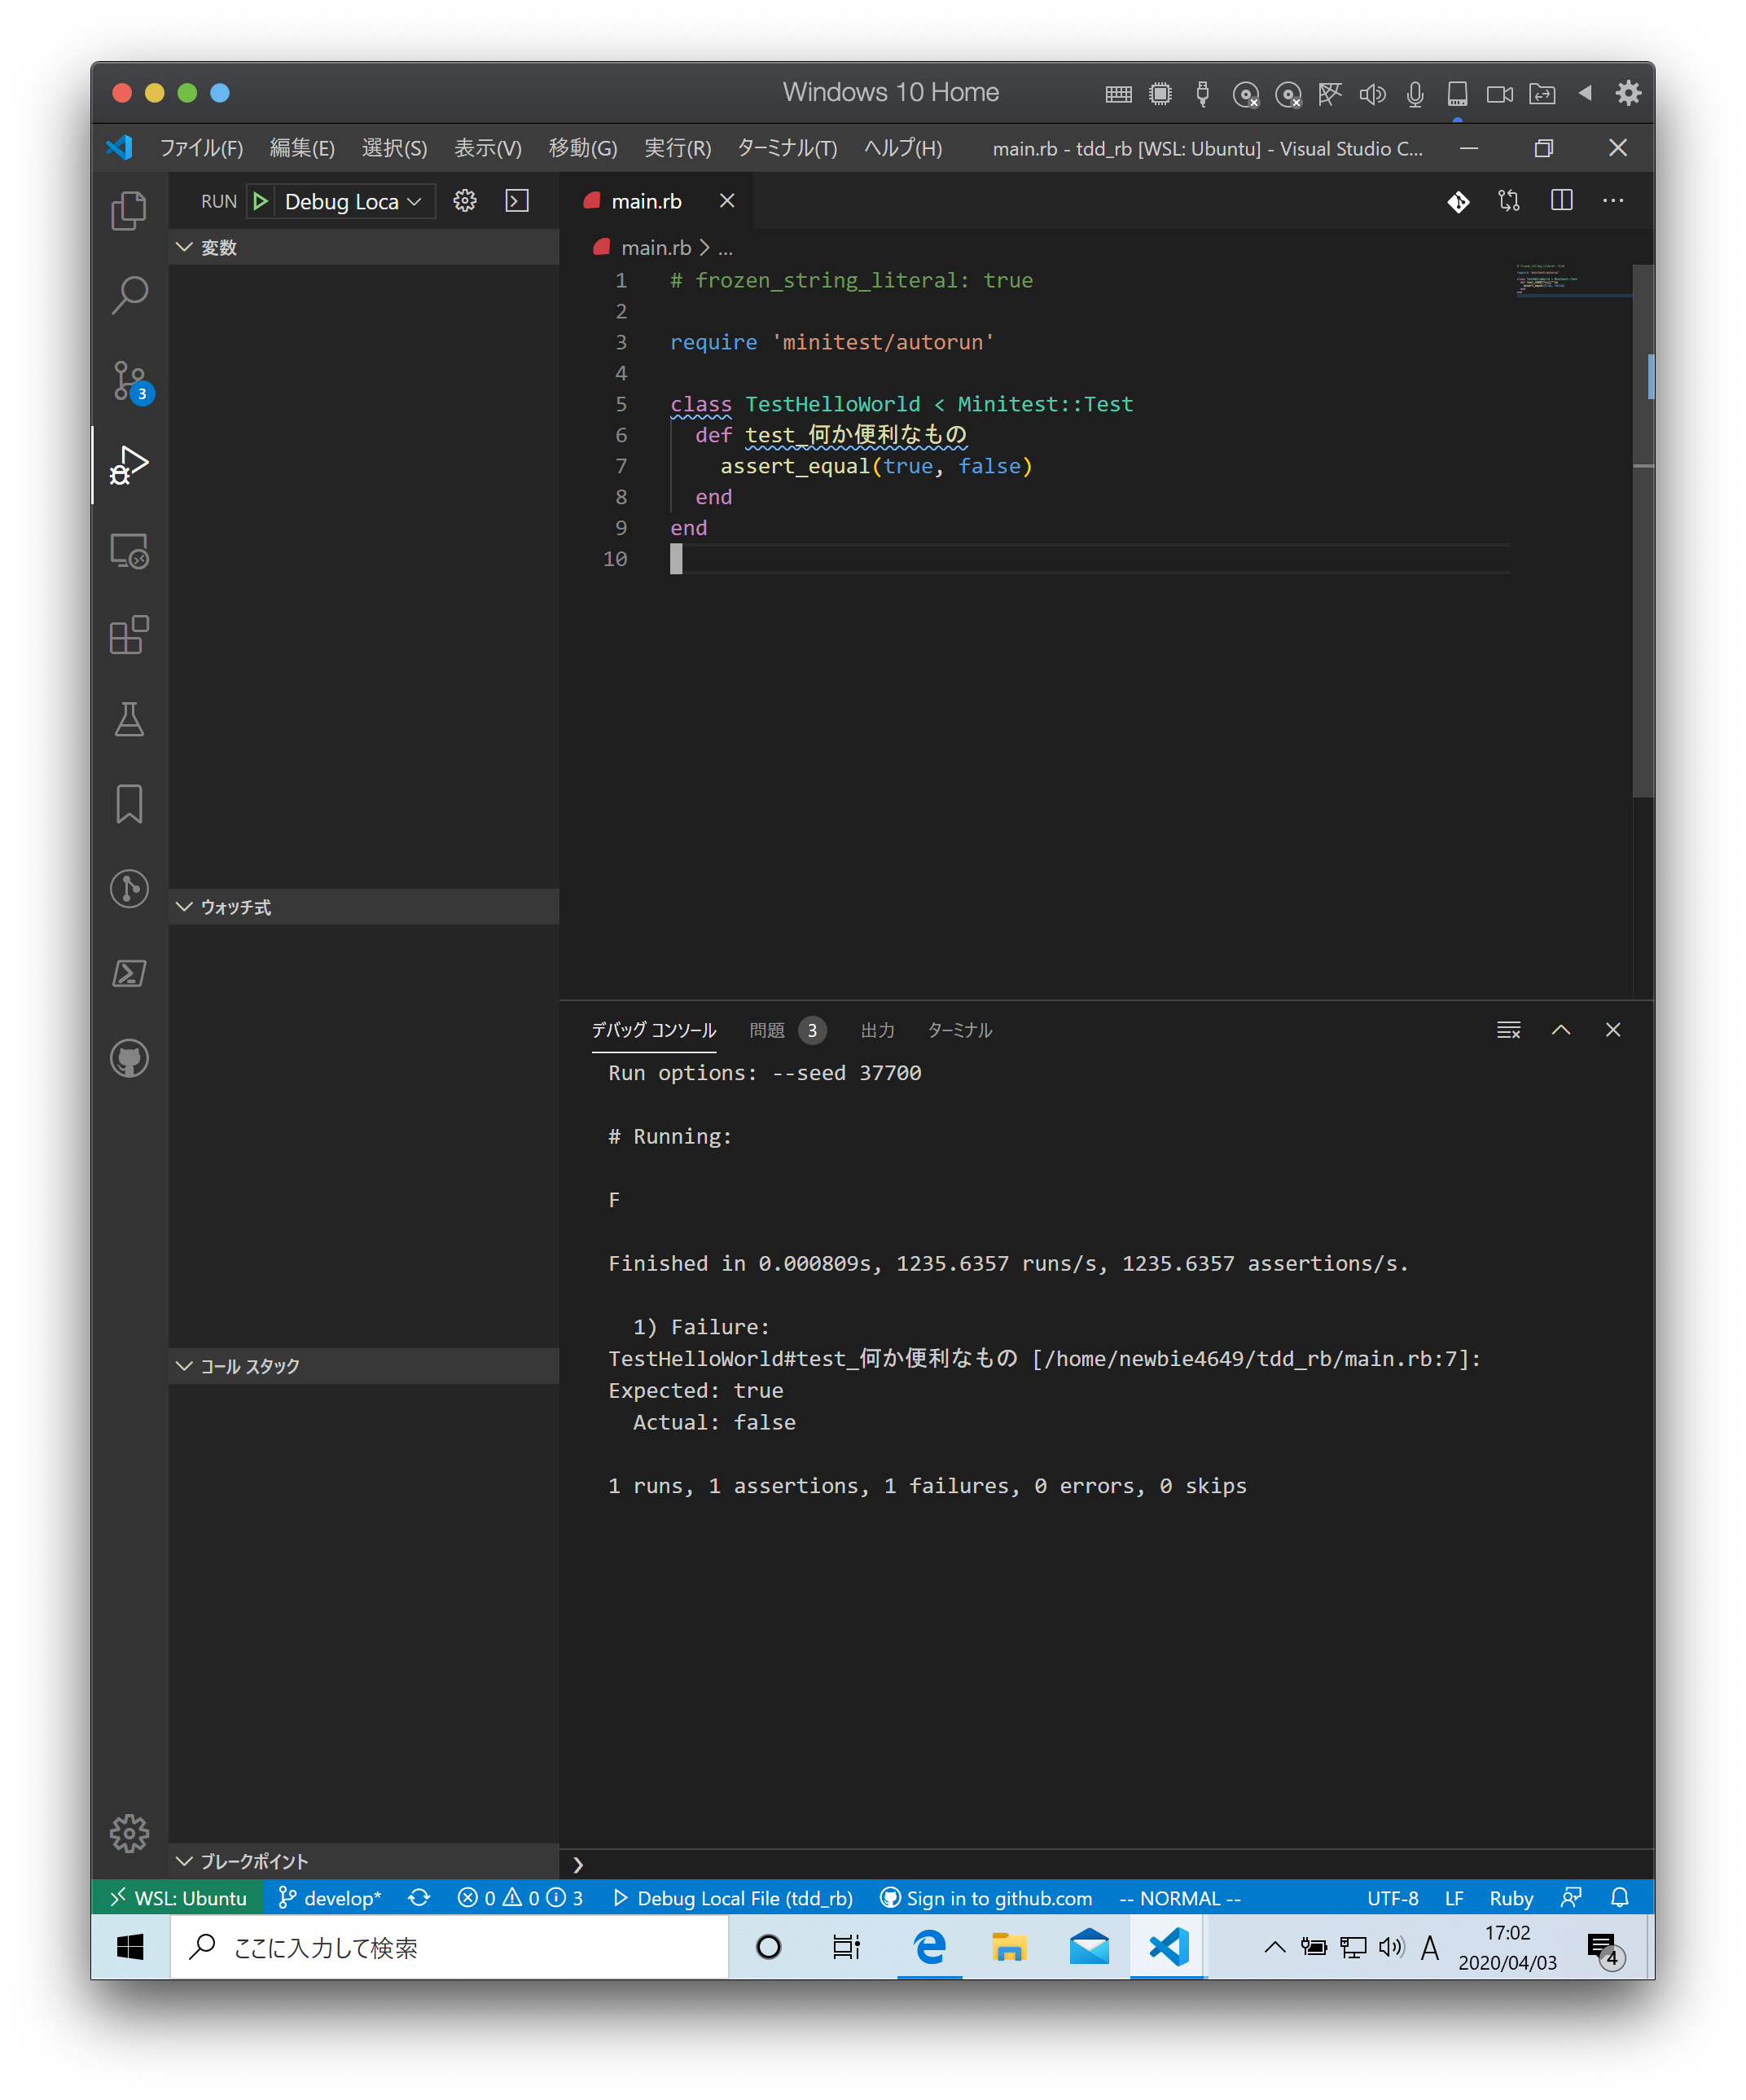 Windows 10 Home
ファイル(F) 編集(E) 選択(S) 表示(V) 移動(G) 実行(R) ターミナル(T) ヘルプ(H) main.rb - tdd_rb [WSL: Ubuntu] - Visual Studio C...
RUN Debug Loca
変数
ウォッチ式
コール スタック
ブレークポイント
3
main.rb
main.rb > ...
1 # frozen_string_literal: true
2
3 require 'minitest/autorun'
4
5 class TestHelloWorld < Minitest::Test
6 def test_何か便利なもの
7 assert_equal(true, false)
8 end
9 end
10
デバッグ コンソール 問題 3 出力 ターミナル
Run options: --seed 37700
# Running:
F
Finished in 0.000809s, 1235.6357 runs/s, 1235.6357 assertions/s.
1) Failure:
TestHelloWorld#test_何か便利なもの [/home/newbie4649/tdd_rb/main.rb:7]:
Expected: true
Actual: false
1 runs, 1 assertions, 1 failures, 0 errors, 0 skips
WSL: Ubuntu develop* 0 0 3 Debug Local File (tdd_rb) Sign in to github.com -- NORMAL -- UTF-8 LF Ruby
ここに入力して検索
A
17:02
2020/04/03
4